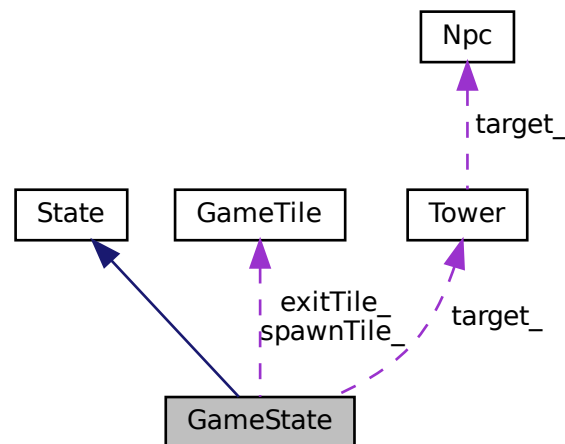 Npc
target_
State
GameTile
Tower
exitTile_
spawnTile_
target_
GameState